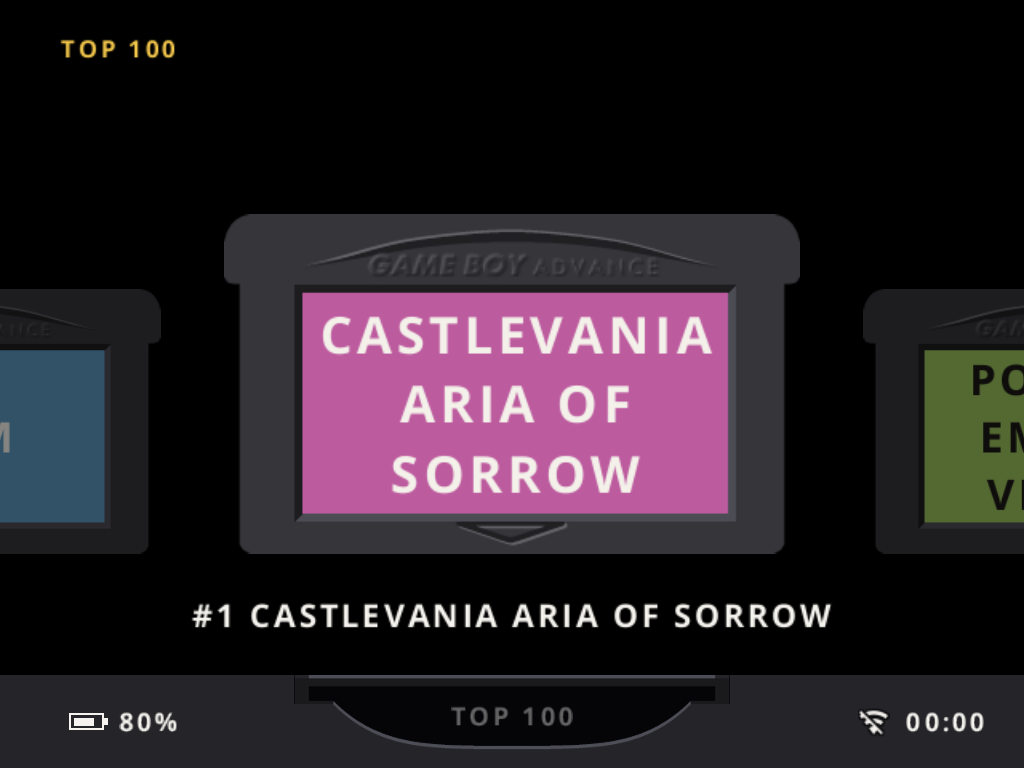 TOP 100
GAME BOY ADVANCE
CASTLEVANIA
ARIA OF
SORROW
#1 CASTLEVANIA ARIA OF SORROW
80%
TOP 100
00:00